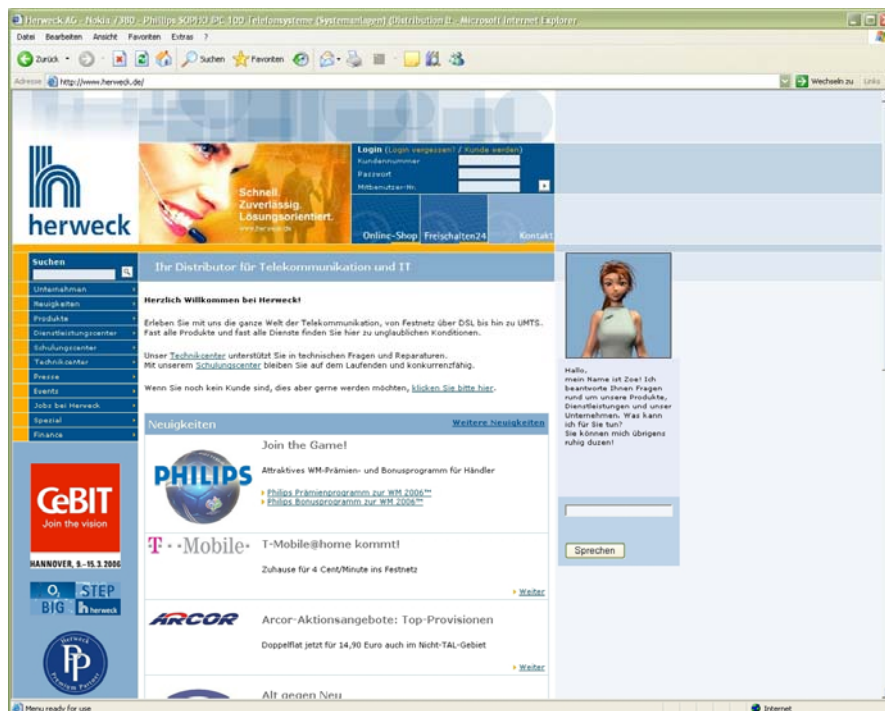 Herweck AG - Nokia 7380 - Philips SOPHO IPC 100 Telefonsysteme (Systemanlagen) (Distribution & - Microsoft Internet Explorer
Datei Bearbeiten Ansicht Favoriten Extras ?
Zurück Suchen Favoriten
Adresse http://www.herweck.de/ Wechseln zu Links
Login (Login vergessen? / Kunde werden)
Kundennummer
Passwort
Mitbenutzer-Nr.
Schnell.
Zuverlässig.
Lösungsorientiert.
www.herweck.de
herweck
Online-Shop Freischalten24 Kontakt
Suchen
Unternehmen
Neuigkeiten
Produkte
Dienstleistungscenter
Schulungscenter
Technikcenter
Presse
Events
Jobs bei Herweck
Spezial
Finance
CeBIT
Join the vision
HANNOVER, 9.–15.3.2006
O2 STEP
BIG h herweck
Herweck
PP
Premium Partner
Ihr Distributor für Telekommunikation und IT
Herzlich Willkommen bei Herweck!
Erleben Sie mit uns die ganze Welt der Telekommunikation, von Festnetz über DSL bis hin zu UMTS.
Fast alle Produkte und fast alle Dienste finden Sie hier zu unglaublichen Konditionen.
Unser Technikcenter unterstützt Sie in technischen Fragen und Reparaturen.
Mit unserem Schulungscenter bleiben Sie auf dem Laufenden und konkurrenzfähig.
Wenn Sie noch kein Kunde sind, dies aber gerne werden möchten, klicken Sie bitte hier.
Neuigkeiten Weitere Neuigkeiten
PHILIPS
Join the Game!
Attraktives WM-Prämien- und Bonusprogramm für Händler
Philips Prämienprogramm zur WM 2006™
Philips Bonusprogramm zur WM 2006™
T··Mobile·
T-Mobile@home kommt!
Zuhause für 4 Cent/Minute ins Festnetz
Weiter
ARCOR
Arcor-Aktionsangebote: Top-Provisionen
Doppelflat jetzt für 14,90 Euro auch im Nicht-TAL-Gebiet
Weiter
Alt gegen Neu
Hallo,
mein Name ist Zoe! Ich
beantworte Ihnen Fragen
rund um unsere Produkte,
Dienstleistungen und unser
Unternehmen. Was kann
ich für Sie tun?
Sie können mich übrigens
ruhig duzen!
Sprechen
Menu ready for use Internet